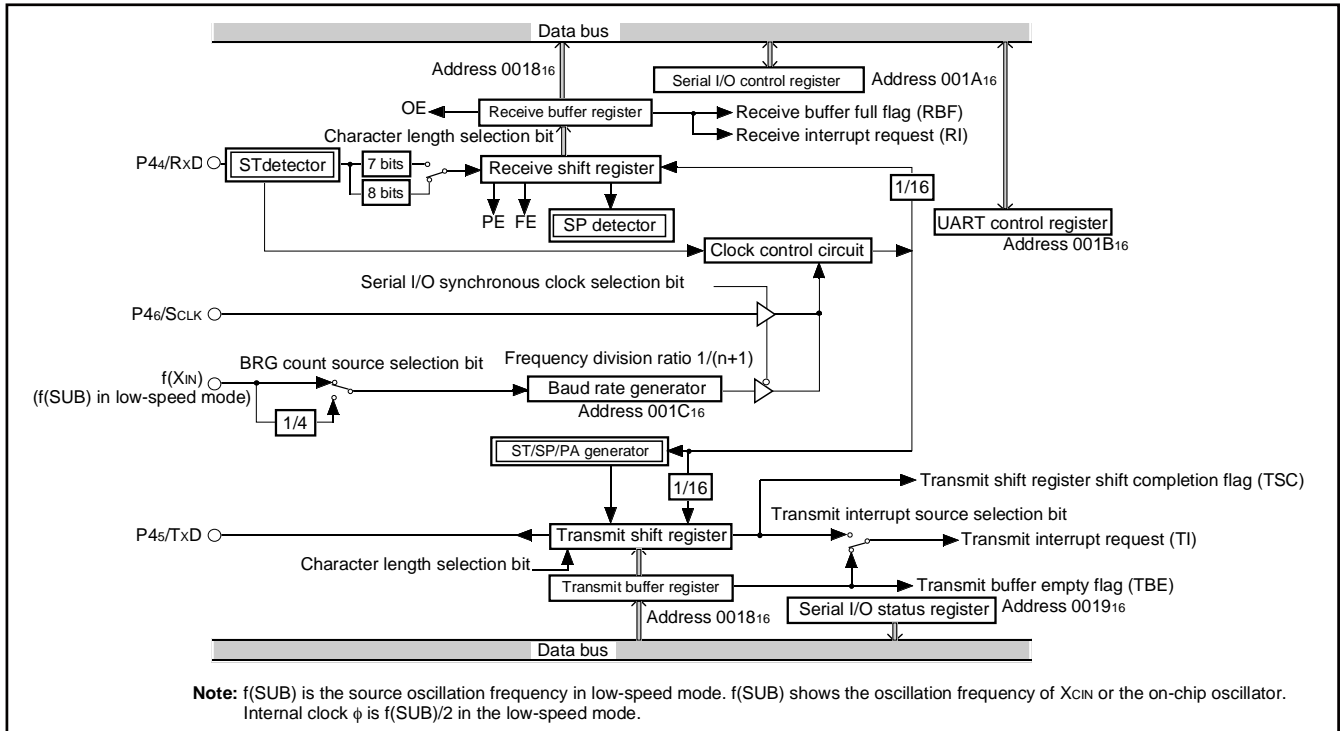 Data bus
Address 001816
Serial I/O control register
Address 001A16
OE
Receive buffer register
Receive buffer full flag (RBF)
Receive interrupt request (RI)
Character length selection bit
P44/RXD
STdetector
7 bits
8 bits
Receive shift register
1/16
PE
FE
SP detector
UART control register
Address 001B16
Clock control circuit
Serial I/O synchronous clock selection bit
P46/SCLK
BRG count source selection bit
Frequency division ratio 1/(n+1)
f(XIN)
(f(SUB) in low-speed mode)
Baud rate generator
Address 001C16
1/4
ST/SP/PA generator
1/16
Transmit shift register shift completion flag (TSC)
Transmit interrupt source selection bit
P45/TXD
Transmit shift register
Transmit interrupt request (TI)
Character length selection bit
Transmit buffer register
Transmit buffer empty flag (TBE)
Address 001816
Serial I/O status register
Address 001916
Data bus
Note: f(SUB) is the source oscillation frequency in low-speed mode. f(SUB) shows the oscillation frequency of XCIN or the on-chip oscillator.
Internal clock ϕ is f(SUB)/2 in the low-speed mode.